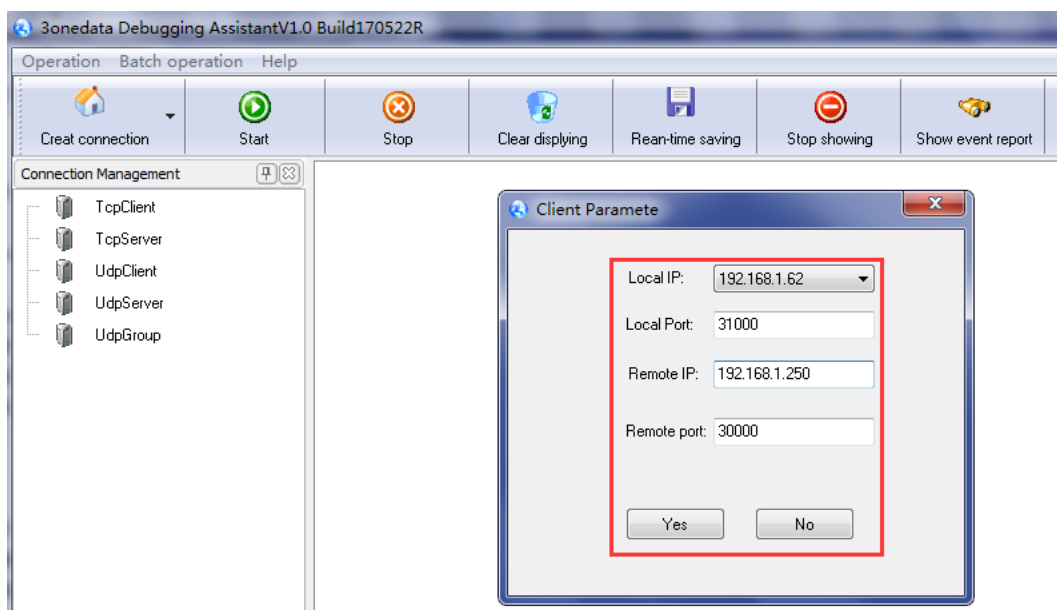 3onedata Debugging AssistantV1.0 Build170522R
Operation Batch operation Help
Creat connection Start Stop Clear displying Rean-time saving Stop showing Show event report
Connection Management
TcpClient
TcpServer
UdpClient
UdpServer
UdpGroup
Client Paramete
Local IP: 192.168.1.62
Local Port: 31000
Remote IP: 192.168.1.250
Remote port: 30000
Yes No